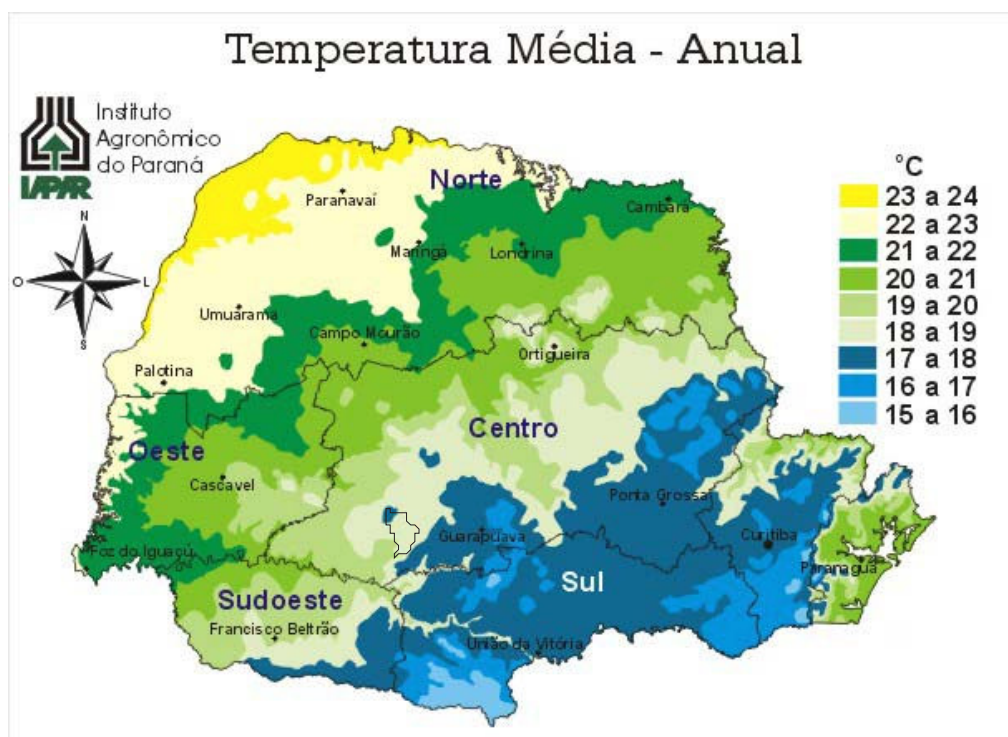 Temperatura Média - Anual
Instituto
Agronômico
do Paraná
IAPAR
N
O
L
S
°C
23 a 24
22 a 23
21 a 22
20 a 21
19 a 20
18 a 19
17 a 18
16 a 17
15 a 16
Norte
Paranavaí
Cambará
Maringá
Londrina
Umuarama
Campo Mourão
Ortigueira
Palotina
Oeste
Centro
Cascavel
Ponta Grossa
Guarapuava
Curitiba
Foz do Iguaçú
Paranaguá
Sul
Sudoeste
Francisco Beltrão
União da Vitória